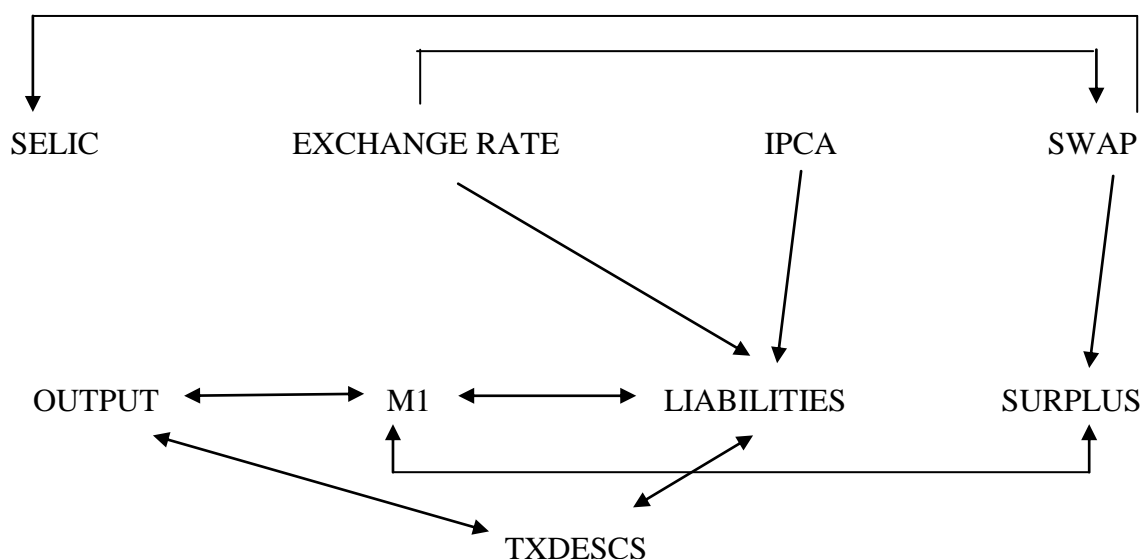 SELIC EXCHANGE RATE IPCA SWAP
OUTPUT M1 LIABILITIES SURPLUS
TXDESCS